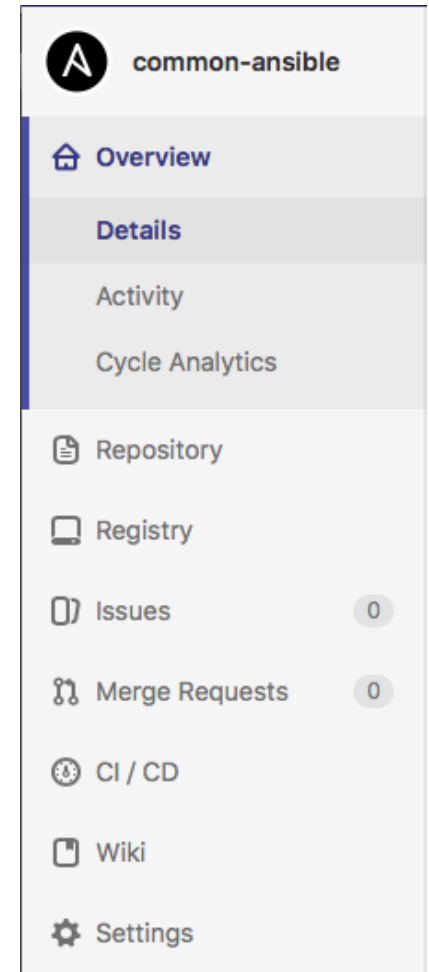 common-ansible
Overview
Details
Activity
Cycle Analytics
Repository
Registry
Issues 0
Merge Requests 0
CI / CD
Wiki
Settings